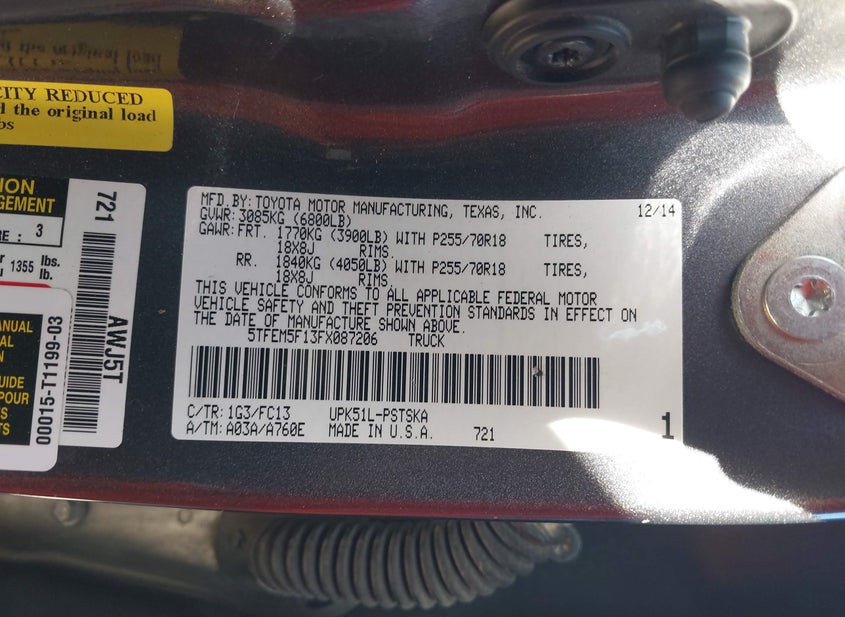 CITY REDUCED
d the original load
bs
ION
GEMENT
RE : 3
1355 lbs.
lb.
721
AWJ5T
ANUAL
GUIDE
POUR
ETS
00015-T1199-03
MFD.BY:TOYOTA MOTOR MANUFACTURING, TEXAS, INC. 12/14
GVWR:3085KG (6800LB)
GAWR:FRT. 1770KG (3900LB) WITH P255/70R18 TIRES,
18X8J RIMS.
RR. 1840KG (4050LB) WITH P255/70R18 TIRES,
18X8J RIMS.
THIS VEHICLE CONFORMS TO ALL APPLICABLE FEDERAL MOTOR
VEHICLE SAFETY AND THEFT PREVENTION STANDARDS IN EFFECT ON
THE DATE OF MANUFACTURE SHOWN ABOVE.
5TFEM5F13FX087206 TRUCK
C/TR: 1G3/FC13 UPK51L-PSTSKA
A/TM: A03A/A760E MADE IN U.S.A. 721
1